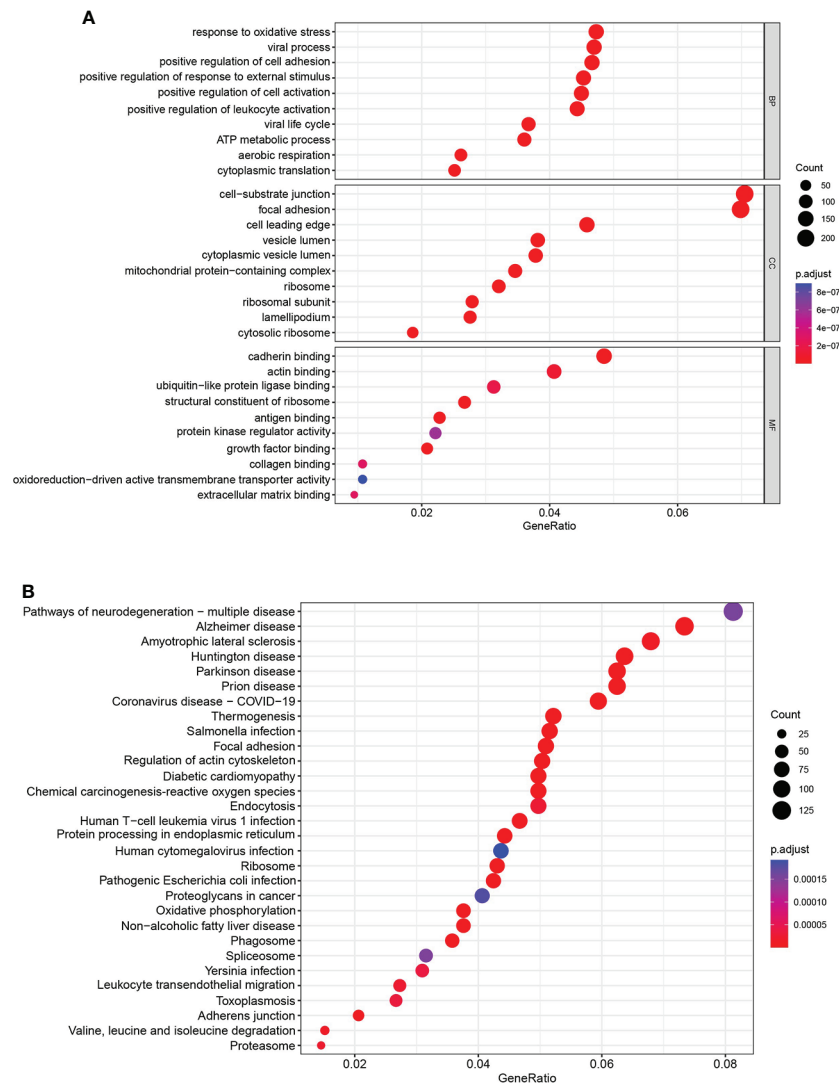 A
response to oxidative stress
viral process
positive regulation of cell adhesion
positive regulation of response to external stimulus
positive regulation of cell activation
positive regulation of leukocyte activation
viral life cycle
ATP metabolic process
aerobic respiration
cytoplasmic translation
BP
cell−substrate junction
focal adhesion
cell leading edge
vesicle lumen
cytoplasmic vesicle lumen
mitochondrial protein−containing complex
ribosome
ribosomal subunit
lamellipodium
cytosolic ribosome
CC
cadherin binding
actin binding
ubiquitin−like protein ligase binding
structural constituent of ribosome
antigen binding
protein kinase regulator activity
growth factor binding
collagen binding
oxidoreduction−driven active transmembrane transporter activity
extracellular matrix binding
MF
0.02 0.04 0.06
GeneRatio
Count
50
100
150
200
p.adjust
8e−07
6e−07
4e−07
2e−07
B
Pathways of neurodegeneration − multiple disease
Alzheimer disease
Amyotrophic lateral sclerosis
Huntington disease
Parkinson disease
Prion disease
Coronavirus disease − COVID−19
Thermogenesis
Salmonella infection
Focal adhesion
Regulation of actin cytoskeleton
Diabetic cardiomyopathy
Chemical carcinogenesis-reactive oxygen species
Endocytosis
Human T−cell leukemia virus 1 infection
Protein processing in endoplasmic reticulum
Human cytomegalovirus infection
Ribosome
Pathogenic Escherichia coli infection
Proteoglycans in cancer
Oxidative phosphorylation
Non−alcoholic fatty liver disease
Phagosome
Spliceosome
Yersinia infection
Leukocyte transendothelial migration
Toxoplasmosis
Adherens junction
Valine, leucine and isoleucine degradation
Proteasome
0.02 0.04 0.06 0.08
GeneRatio
Count
25
50
75
100
125
p.adjust
0.00015
0.00010
0.00005